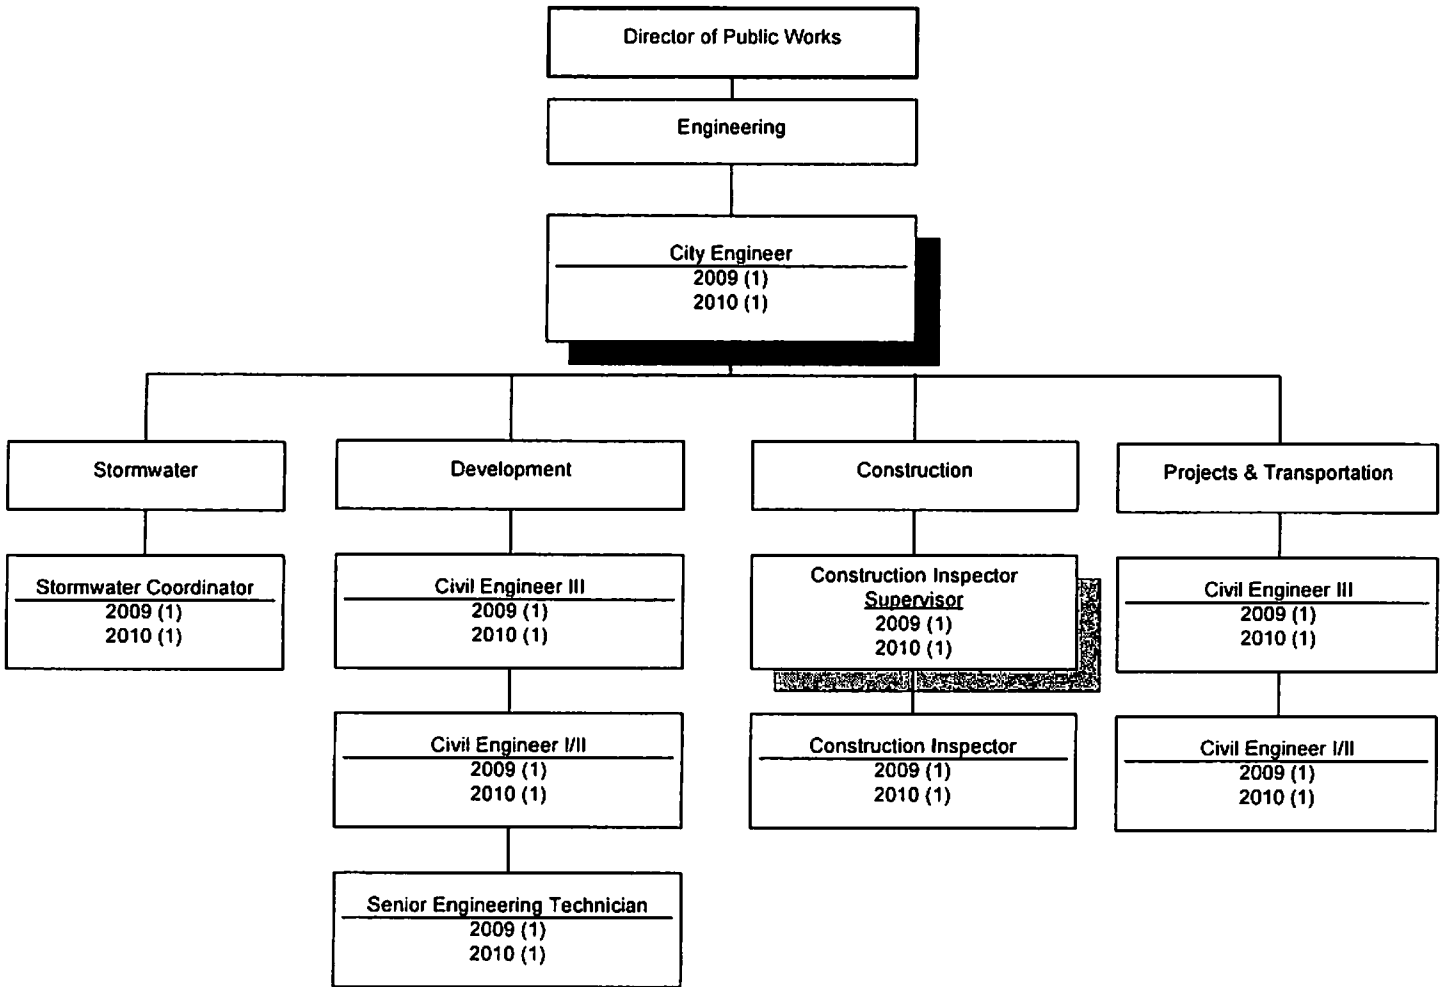 Director of Public Works
Engineering
City Engineer
2009 (1)
2010 (1)
Stormwater
Development
Construction
Projects & Transportation
Stormwater Coordinator
2009 (1)
2010 (1)
Civil Engineer III
2009 (1)
2010 (1)
Construction Inspector
Supervisor
2009 (1)
2010 (1)
Civil Engineer III
2009 (1)
2010 (1)
Civil Engineer I/II
2009 (1)
2010 (1)
Construction Inspector
2009 (1)
2010 (1)
Civil Engineer I/II
2009 (1)
2010 (1)
Senior Engineering Technician
2009 (1)
2010 (1)